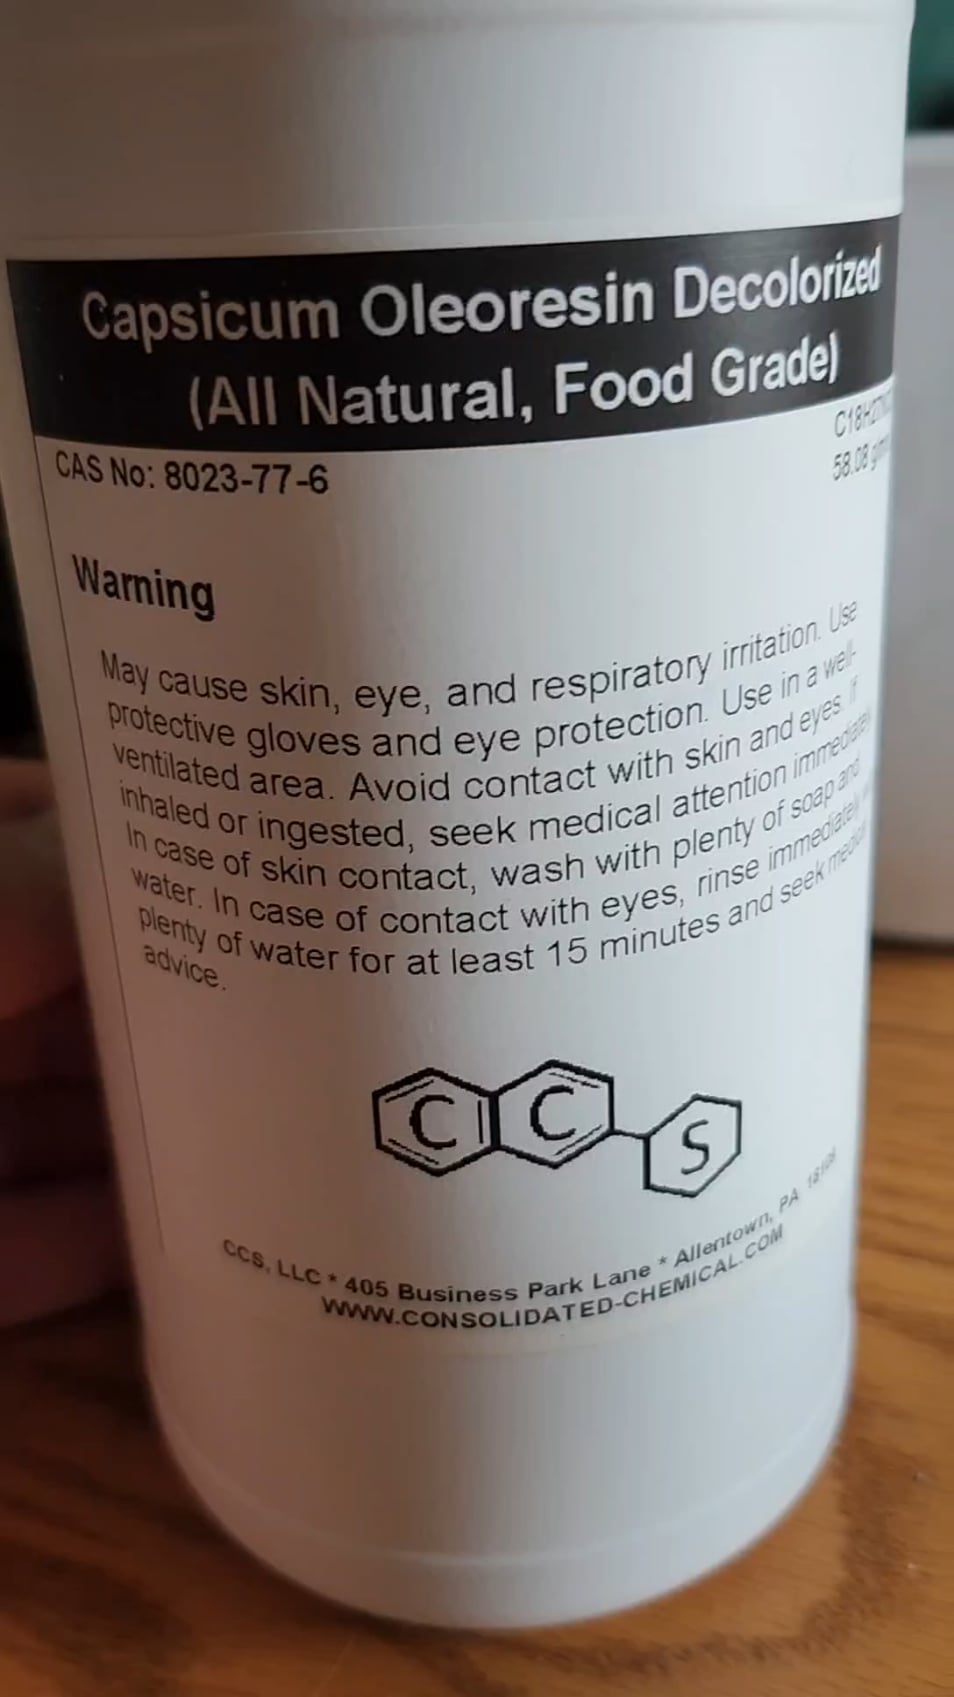 Capsicum Oleoresin Decolorized
(All Natural, Food Grade)
CAS No: 8023-77-6
58.08
Warning
May cause skin, eye, and respiratory irritation. Use
protective gloves and eye protection. Use in a well-
ventilated area. Avoid contact with skin and eyes. If
inhaled or ingested, seek medical attention immediately
In case of skin contact, wash with plenty of soap and
water. In case of contact with eyes, rinse immediately
plenty of water for at least 15 minutes and seek medical
advice.
C C S
CCS, LLC * 405 Business Park Lane * Allentown, PA
WWW.CONSOLIDATED-CHEMICAL.COM